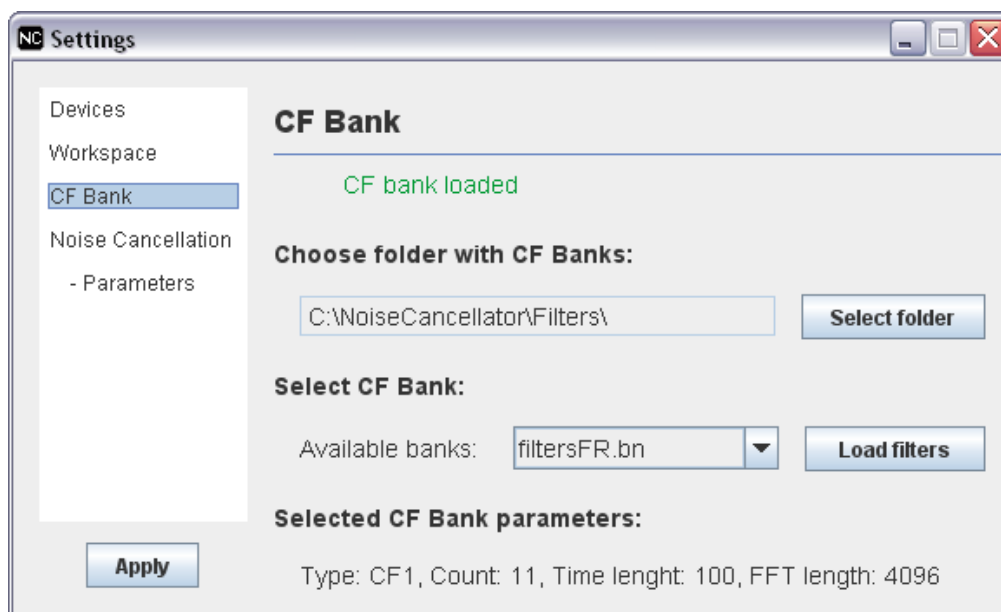 NC Settings
Devices
Workspace
CF Bank
Noise Cancellation
- Parameters
Apply
CF Bank
CF bank loaded
Choose folder with CF Banks:
C:\NoiseCancellator\Filters\
Select folder
Select CF Bank:
Available banks:
filtersFR.bn
Load filters
Selected CF Bank parameters:
Type: CF1, Count: 11, Time lenght: 100, FFT length: 4096